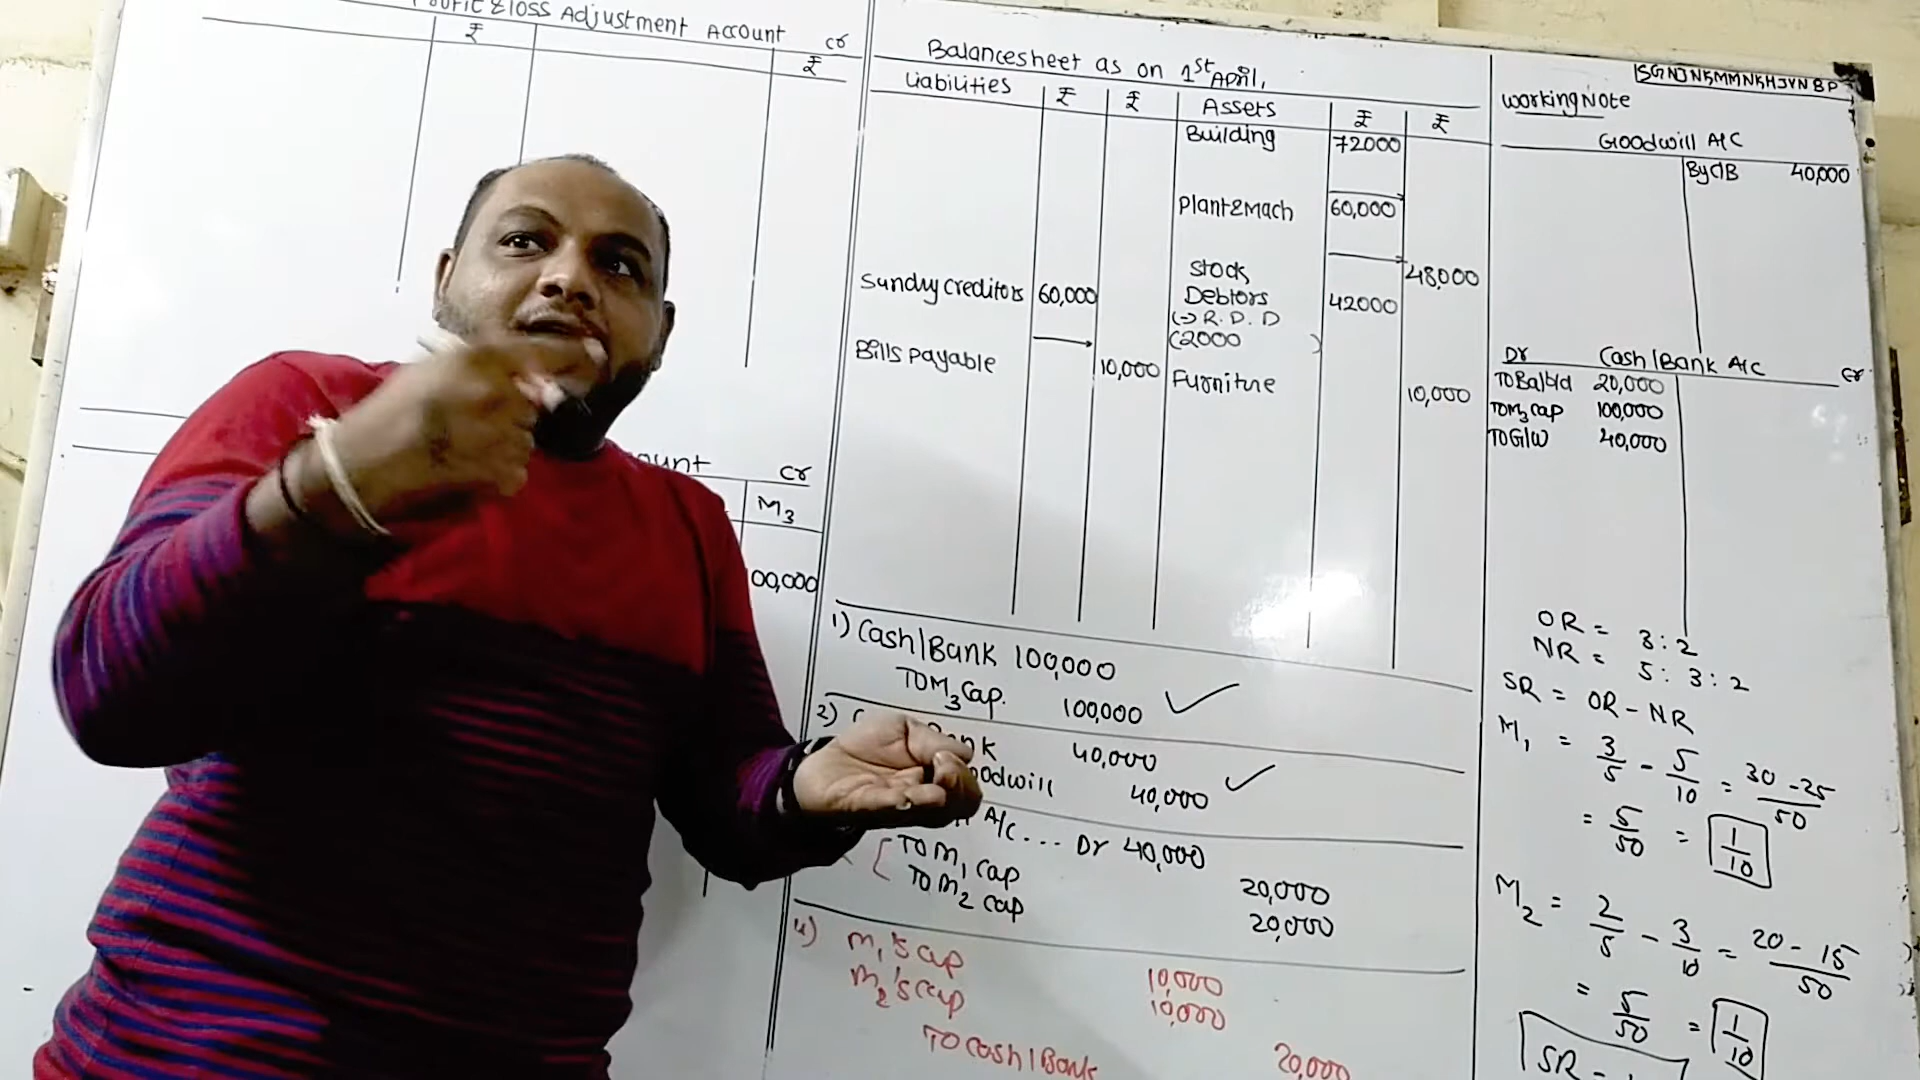 Profit & loss Adjustment Account cr
₹ ₹
cr
M3
00,000
Balancesheet as on 1st April,
Liabilities ₹ ₹ Assets ₹ ₹
Building 72000
Plant&Mach 60,000
Stock 48,000
Sundry creditors 60,000 Debtors 42000
(-) R.D.D
(2000 )
Bills payable 10,000 Furniture 10,000
1) Cash/Bank 100,000
TO M3 Cap. 100,000
2)
40,000
oodwill 40,000
A/c... Dr 40,000
TO M1 Cap 20,000
TO M2 Cap 20,000
4) M1's Cap 10,000
M2's Cap 10,000
TO Cash/Bank 20,000
SGNJNKMMNKHJVNBP
Working Note
Goodwill A/C
By C/B 40,000
Dr Cash/Bank A/C cr
TO Balb/d 20,000
TO M3 Cap 100,000
TO G/W 40,000
OR = 3:2
NR = 5:3:2
SR = OR - NR
M1 = 3/5 - 5/10 = 30-25/50
= 5/50 = 1/10
M2 = 2/5 - 3/10 = 20-15/50
= 5/50 = 1/10
SR =